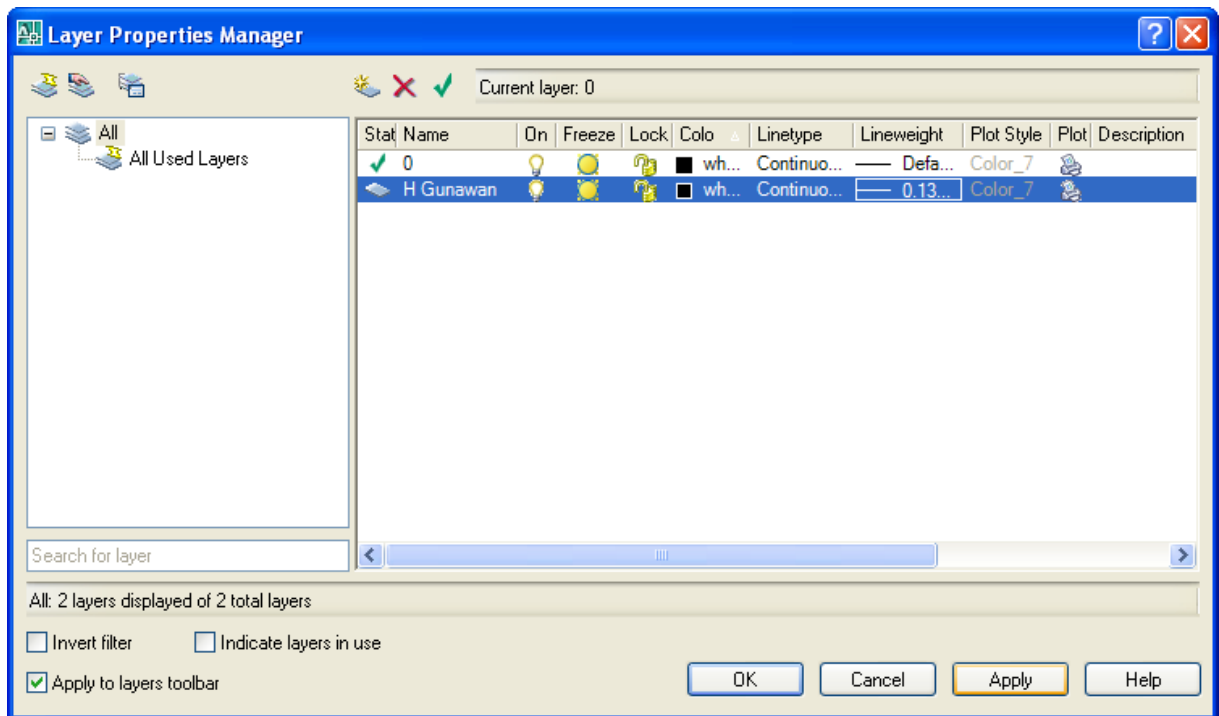 Layer Properties Manager
Current layer: 0
All
All Used Layers
Stat Name On Freeze Lock Colo Linetype Lineweight Plot Style Plot Description
0 wh... Continuo... Defa... Color_7
H Gunawan wh... Continuo... 0.13... Color_7
Search for layer
All: 2 layers displayed of 2 total layers
Invert filter Indicate layers in use
Apply to layers toolbar
OK Cancel Apply Help